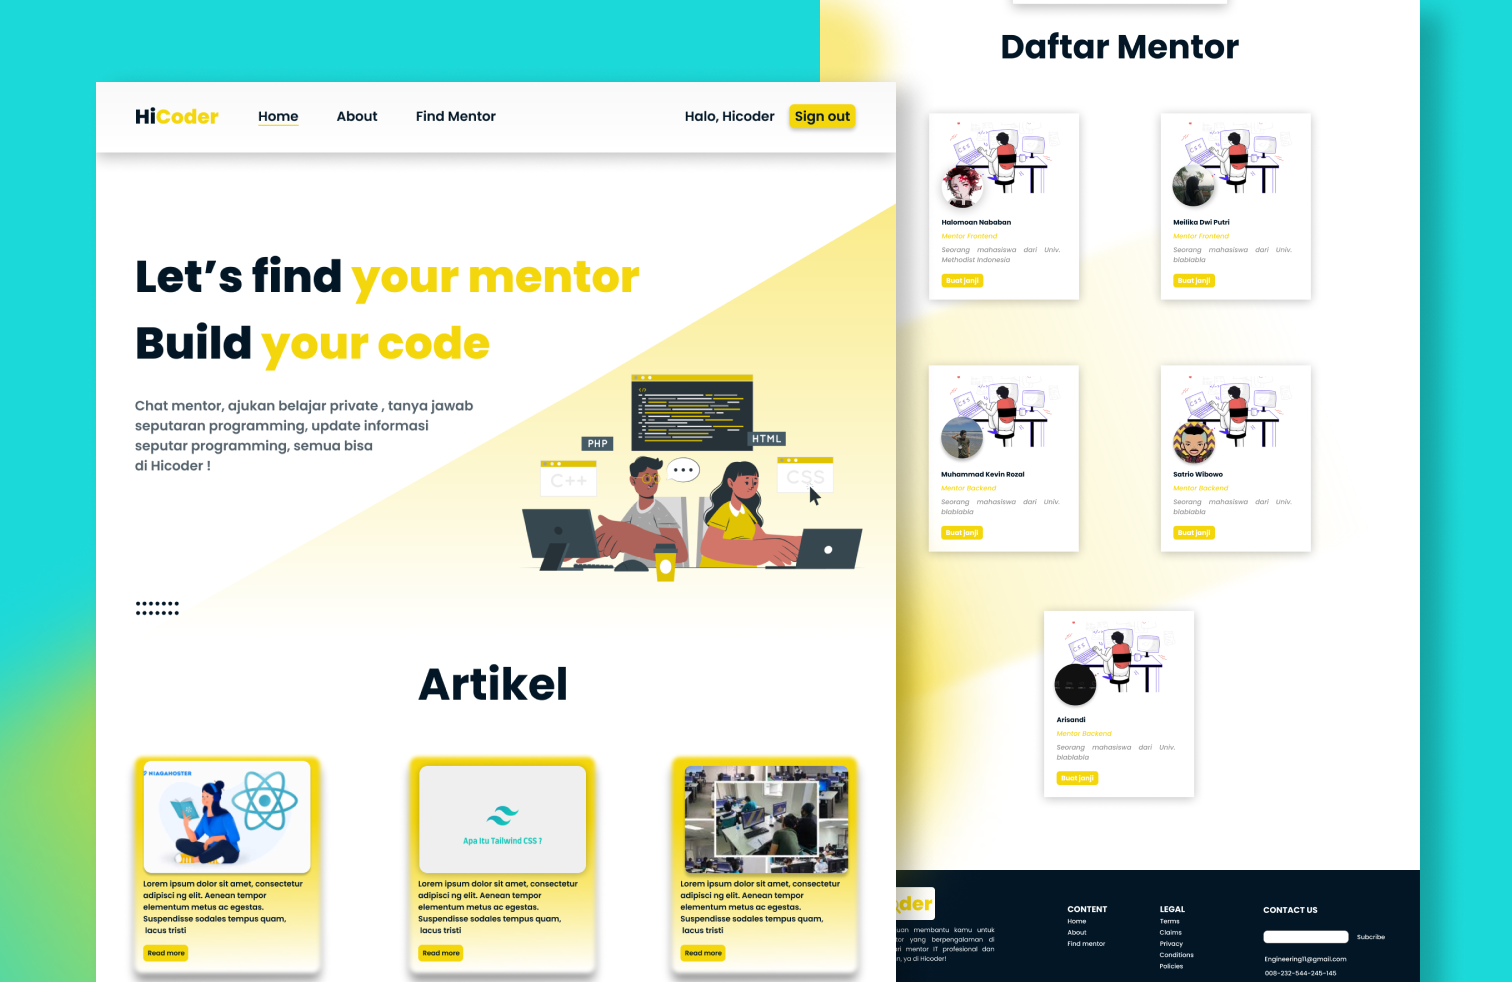 HiCoder
Home
About
Find Mentor
Halo, Hicoder
Sign out
Let's find your mentor
Build your code
Chat mentor, ajukan belajar private , tanya jawab
seputaran programming, update informasi
seputar programming, semua bisa
di Hicoder !
PHP
HTML
C++
CSS
Artikel
NIAGAHOSTER
Lorem ipsum dolor sit amet, consectetur
adipisci ng elit. Aenean tempor
elementum metus ac egestas.
Suspendisse sodales tempus quam,
lacus tristi
Read more
Apa Itu Tailwind CSS ?
Lorem ipsum dolor sit amet, consectetur
adipisci ng elit. Aenean tempor
elementum metus ac egestas.
Suspendisse sodales tempus quam,
lacus tristi
Read more
Lorem ipsum dolor sit amet, consectetur
adipisci ng elit. Aenean tempor
elementum metus ac egestas.
Suspendisse sodales tempus quam,
lacus tristi
Read more
Daftar Mentor
CSS
Halomoan Nababan
Mentor Frontend
Seorang mahasiswa dari Univ.
Methodist Indonesia
Buat janji
CSS
Meilika Dwi Putri
Mentor Frontend
Seorang mahasiswa dari Univ.
blablabla
Buat janji
CSS
Muhammad Kevin Rozal
Mentor Backend
Seorang mahasiswa dari Univ.
blablabla
Buat janji
CSS
Satrio Wibowo
Mentor Backend
Seorang mahasiswa dari Univ.
blablabla
Buat janji
CSS
Arisandi
Mentor Backend
Seorang mahasiswa dari Univ.
blablabla
Buat janji
der
uan membantu kamu untuk
tor yang berpengalaman di
ri mentor IT profesional dan
n, ya di Hicoder!
CONTENT
Home
About
Find mentor
LEGAL
Terms
Claims
Privacy
Conditions
Policies
CONTACT US
Subcribe
Engineering11@gmail.com
008-232-544-245-145